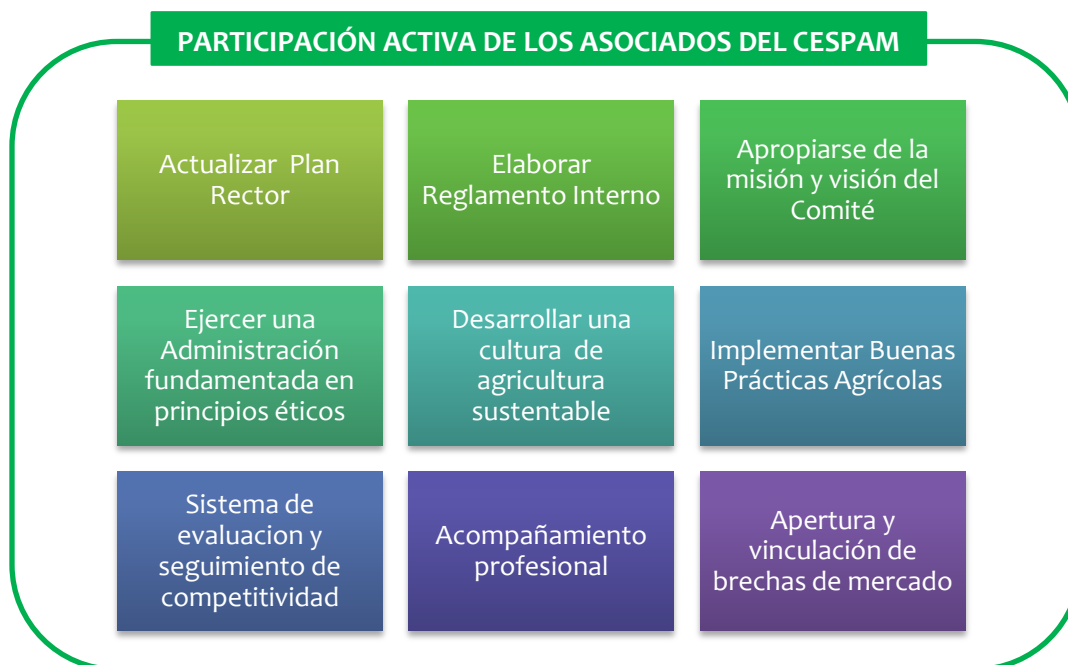 PARTICIPACIÓN ACTIVA DE LOS ASOCIADOS DEL CESPAM
Actualizar Plan
Rector
Elaborar
Reglamento Interno
Apropiarse de la
misión y visión del
Comité
Ejercer una
Administración
fundamentada en
principios éticos
Desarrollar una
cultura de
agricultura
sustentable
Implementar Buenas
Prácticas Agrícolas
Sistema de
evaluacion y
seguimiento de
competitividad
Acompañamiento
profesional
Apertura y
vinculación de
brechas de mercado